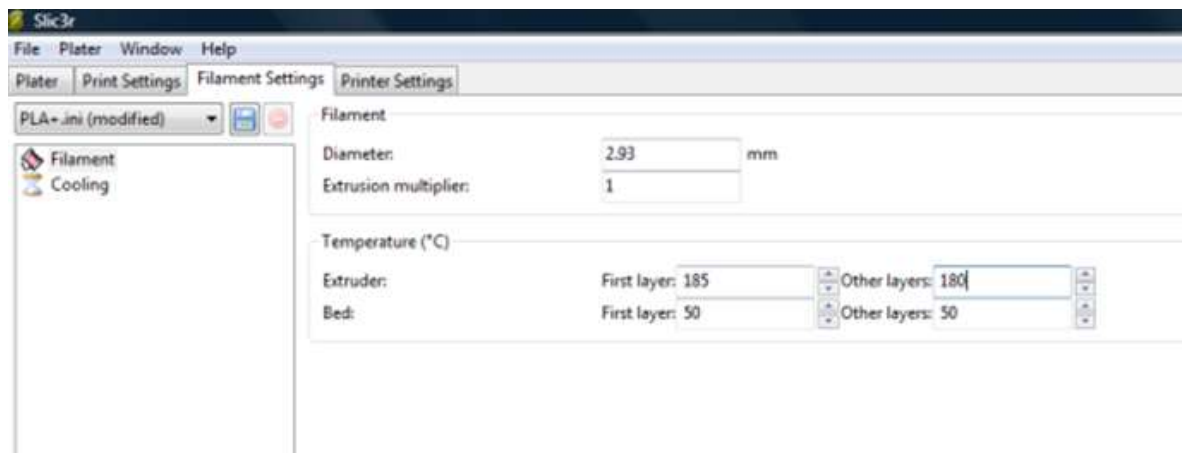 Slic3r
File Plater Window Help
Plater Print Settings Filament Settings Printer Settings
PLA+.ini (modified)
Filament
Cooling
Filament
Diameter: 2.93 mm
Extrusion multiplier: 1
Temperature (°C)
Extruder: First layer: 185 Other layers: 180
Bed: First layer: 50 Other layers: 50